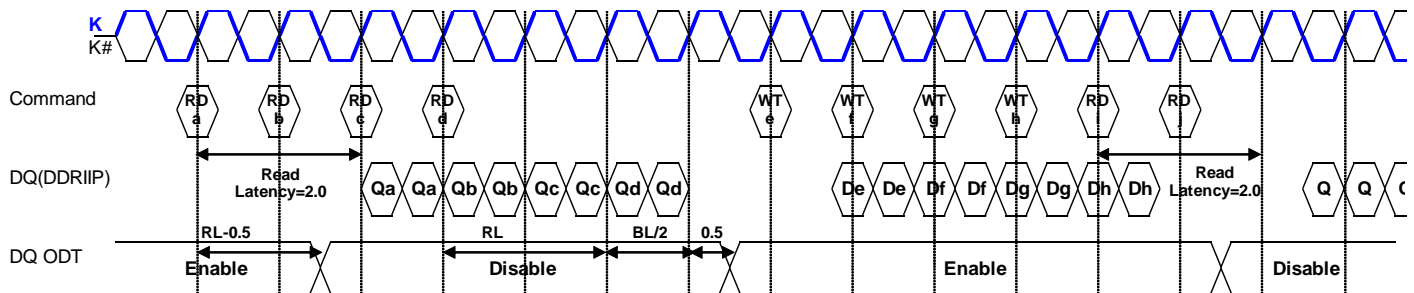 K
K#
Command
RD a
RD b
RD c
RD d
WT e
WT f
WT g
WT h
RD i
RD j
DQ(DDRIIP)
Read
Latency=2.0
Qa Qa Qb Qb Qc Qc Qd Qd
De De Df Df Dg Dg Dh Dh
Read
Latency=2.0
Q Q
DQ ODT
RL-0.5
RL
BL/2
0.5
Enable
Disable
Enable
Disable